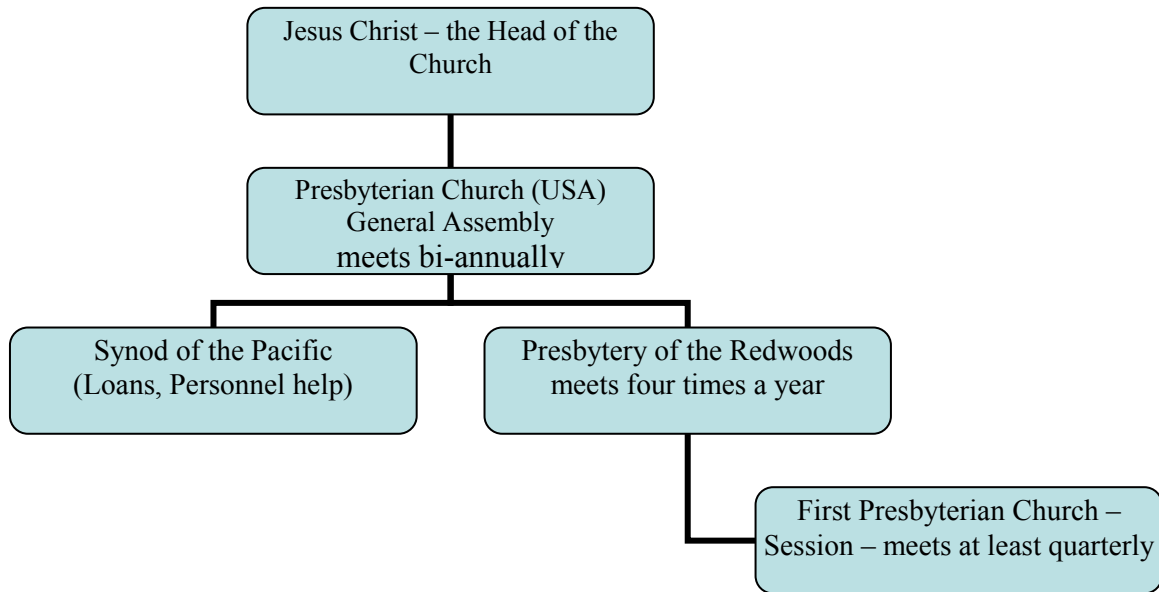 Jesus Christ – the Head of the
Church
Presbyterian Church (USA)
General Assembly
meets bi-annually
Synod of the Pacific
(Loans, Personnel help)
Presbytery of the Redwoods
meets four times a year
First Presbyterian Church –
Session – meets at least quarterly